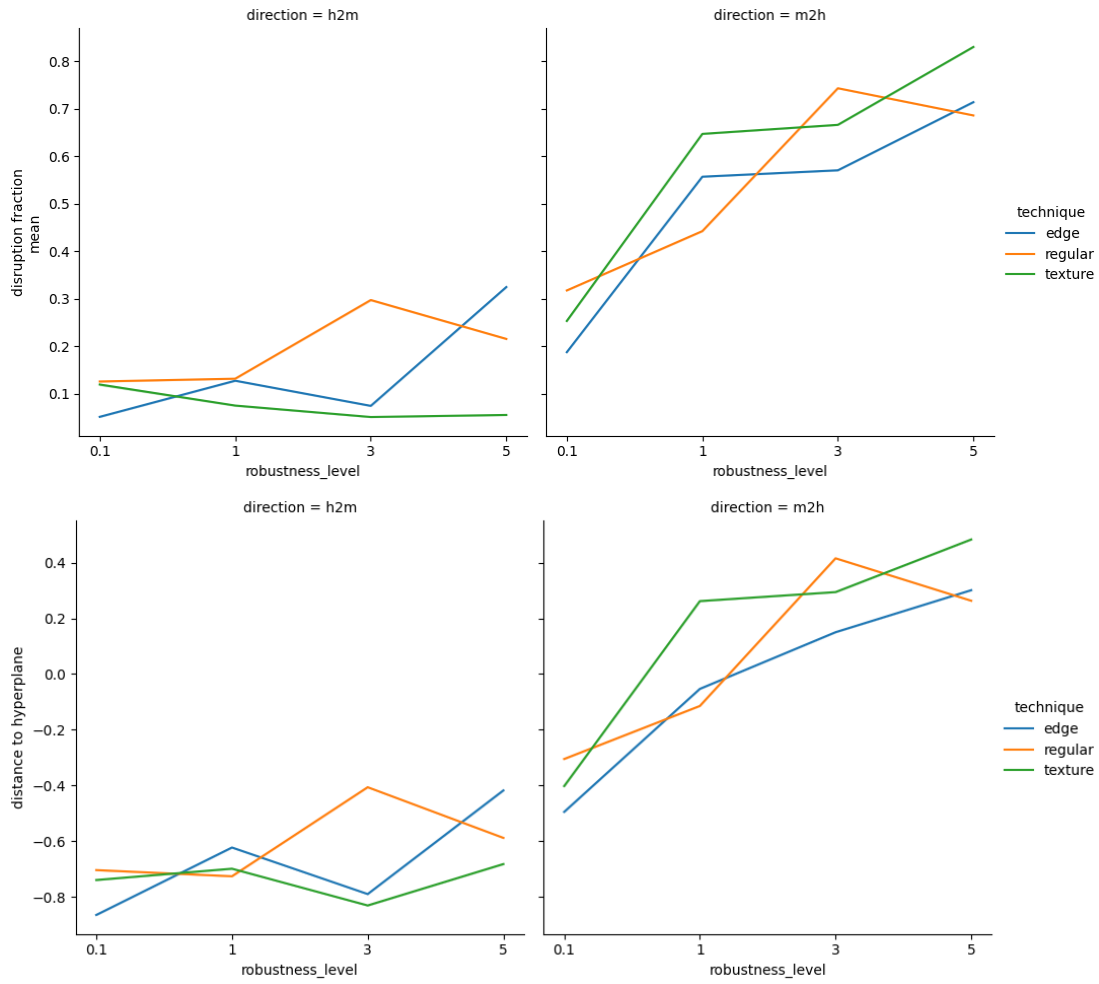 direction = h2m
direction = m2h
0.8
0.7
0.6
0.5
0.4
0.3
0.2
0.1
disruption fraction
mean
0.1 1 3 5
robustness_level
0.1 1 3 5
robustness_level
technique
edge
regular
texture
direction = h2m
direction = m2h
0.4
0.2
0.0
−0.2
−0.4
−0.6
−0.8
distance to hyperplane
0.1 1 3 5
robustness_level
0.1 1 3 5
robustness_level
technique
edge
regular
texture